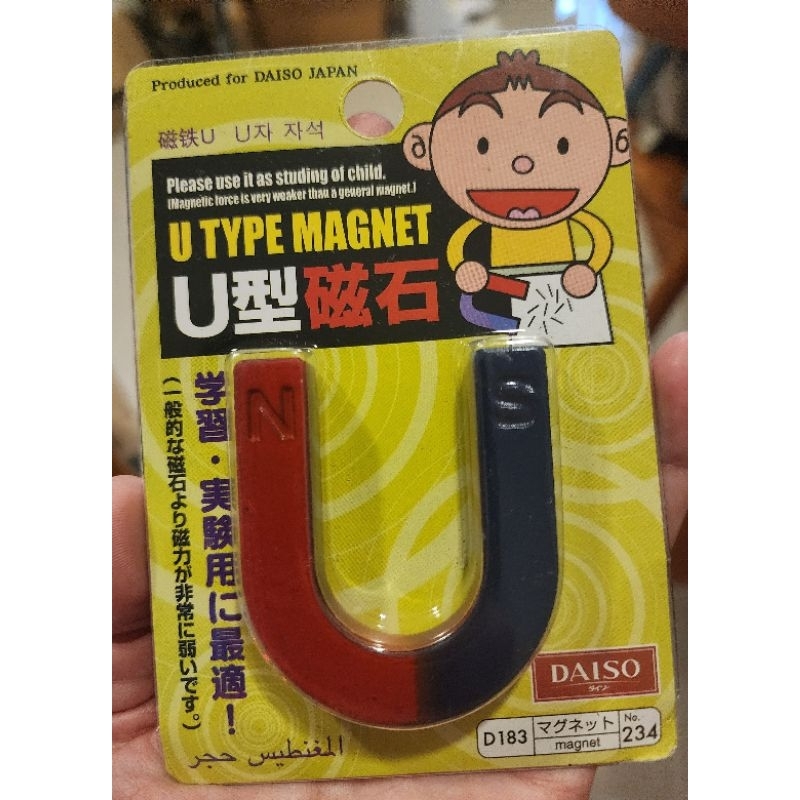 Produced for DAISO JAPAN
磁铁U U자 자석
Please use it as studing of child.
(Magnetic force is very weaker than a general magnet.)
U TYPE MAGNET
U型磁石
N
S
学習・実験用に最適！
(一般的な磁石より磁力が非常に弱いです。)
المغنطيس حجر
DAISO
ダイソー
D183
マグネット
magnet
No.
234